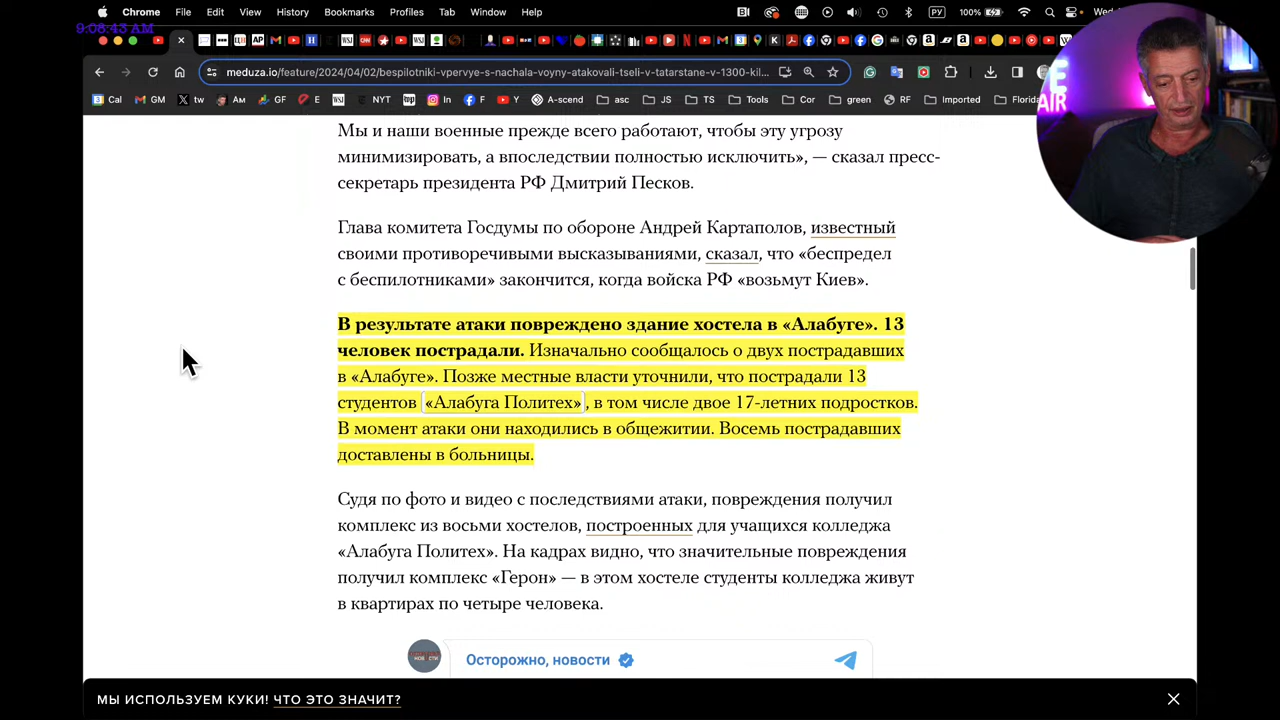 Chrome File Edit View History Bookmarks Profiles Tab Window Help
РУ 100% Wed
9:08:43 AM
meduza.io/feature/2024/04/02/bespilotniki-vpervye-s-nachala-voyny-atakovali-tseli-v-tatarstane-v-1300-kil...
Cal GM tw Ам GF E WSJ NYT In F Y A-scend asc JS TS Tools Cor green RF Imported Florida
AIR
Мы и наши военные прежде всего работают, чтобы эту угрозу
минимизировать, а впоследствии полностью исключить», — сказал пресс-
секретарь президента РФ Дмитрий Песков.
Глава комитета Госдумы по обороне Андрей Картаполов, известный
своими противоречивыми высказываниями, сказал, что «беспредел
с беспилотниками» закончится, когда войска РФ «возьмут Киев».
В результате атаки повреждено здание хостела в «Алабуге». 13
человек пострадали. Изначально сообщалось о двух пострадавших
в «Алабуге». Позже местные власти уточнили, что пострадали 13
студентов «Алабуга Политех», в том числе двое 17-летних подростков.
В момент атаки они находились в общежитии. Восемь пострадавших
доставлены в больницы.
Судя по фото и видео с последствиями атаки, повреждения получил
комплекс из восьми хостелов, построенных для учащихся колледжа
«Алабуга Политех». На кадрах видно, что значительные повреждения
получил комплекс «Герон» — в этом хостеле студенты колледжа живут
в квартирах по четыре человека.
Осторожно, новости
МЫ ИСПОЛЬЗУЕМ КУКИ! ЧТО ЭТО ЗНАЧИТ?